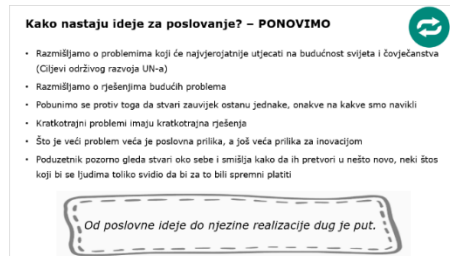 Kako nastaju ideje za poslovanje? – PONOVIMO
• Razmišljamo o problemima koji će najvjerojatnije utjecati na budućnost svijeta i čovječanstva
(Ciljevi održivog razvoja UN-a)
• Razmišljamo o rješenjima budućih problema
• Pobunimo se protiv toga da stvari zauvijek ostanu jednake, onakve na kakve smo navikli
• Kratkotrajni problemi imaju kratkotrajna rješenja
• Što je veći problem veća je poslovna prilika, a još veća prilika za inovacijom
• Poduzetnik pozorno gleda stvari oko sebe i smišlja kako da ih pretvori u nešto novo, neki štos
koji bi se ljudima toliko svidio da bi za to bili spremni platiti
Od poslovne ideje do njezine realizacije dug je put.